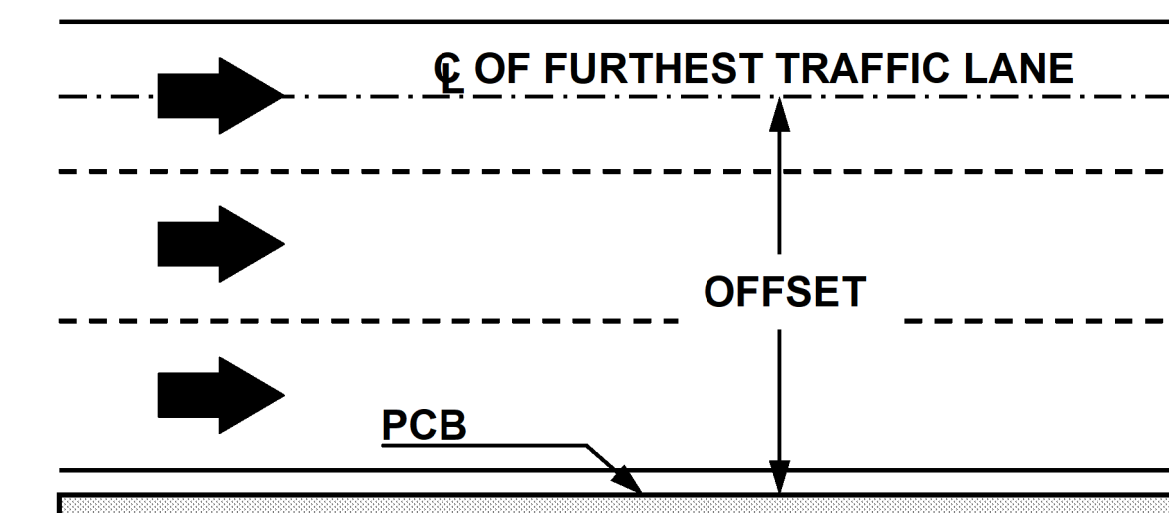 ℄ OF FURTHEST TRAFFIC LANE
OFFSET
PCB